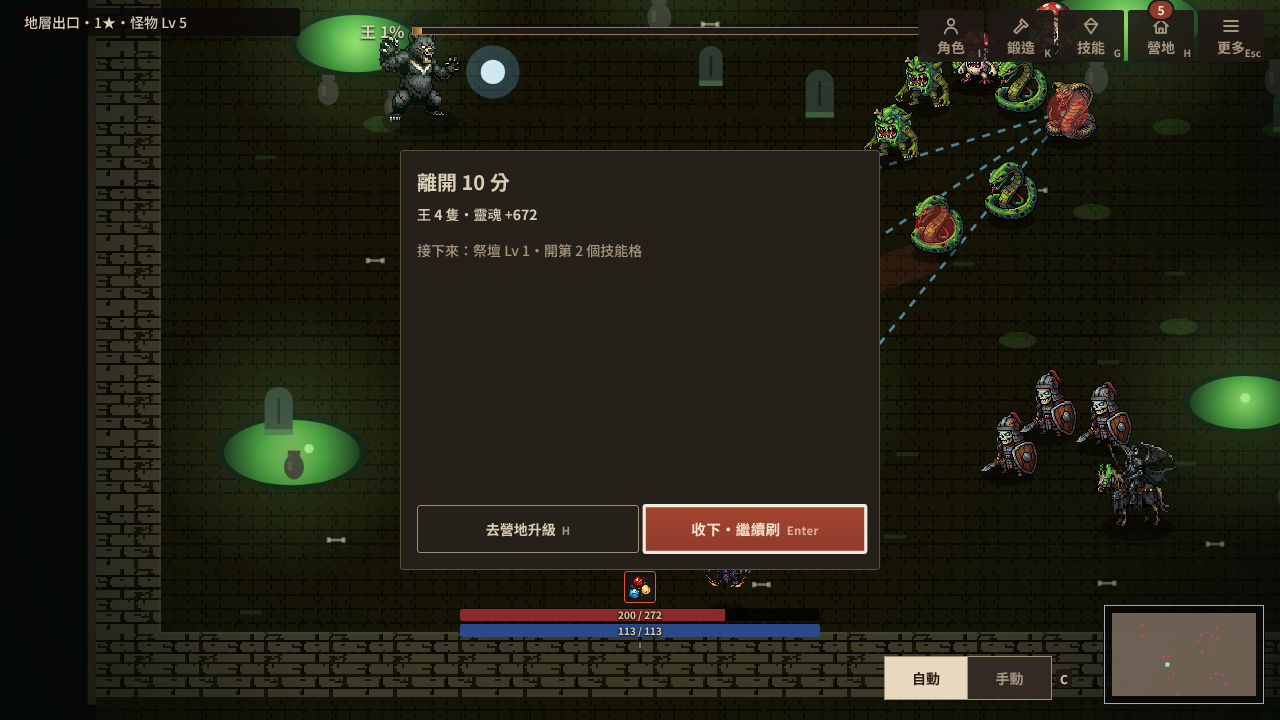 地層出口・1★・怪物 Lv 5
王 1%
角色 I
鍛造 K
技能 G
5
營地 H
更多 Esc
離開 10 分
王 4 隻・靈魂 +672
接下來：祭壇 Lv 1・開第 2 個技能格
去營地升級 H
收下・繼續刷 Enter
200 / 272
113 / 113
自動
手動
C